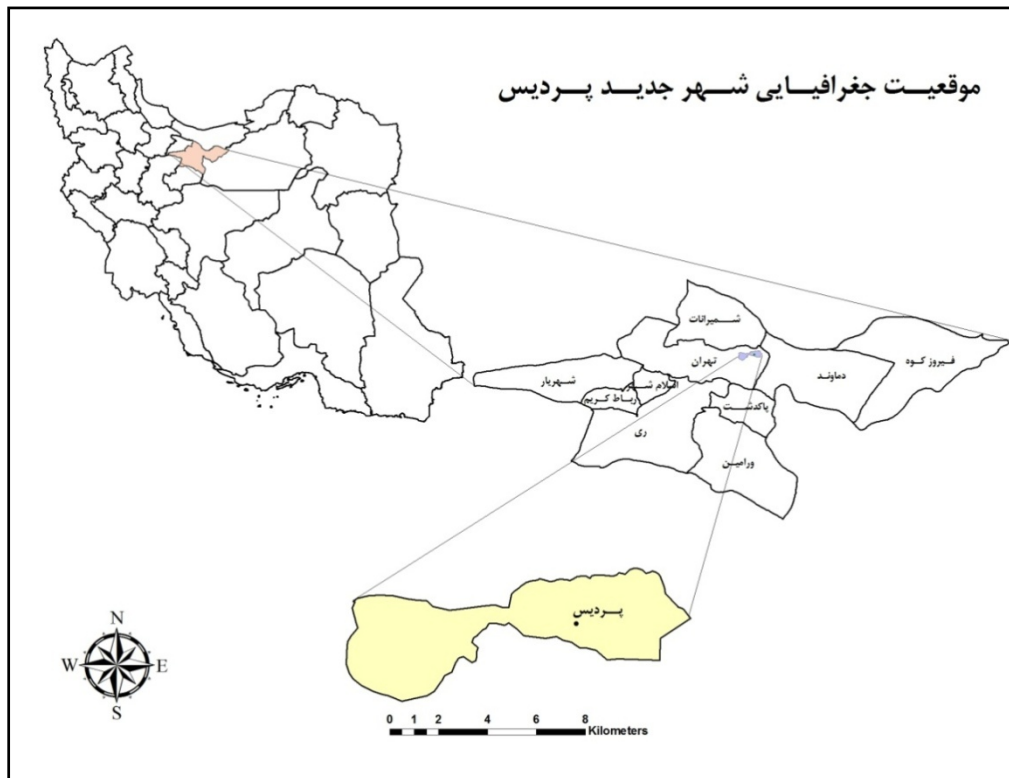 موقعیت جغرافیایی شهر جدید پردیس
شمیرانات
فیروز کوه
تهران
دماوند
شهریار
اسلام شهر
رباط کریم
پاکدشت
ری
ورامین
پردیس
N
W E
S
0 1 2 4 6 8
Kilometers